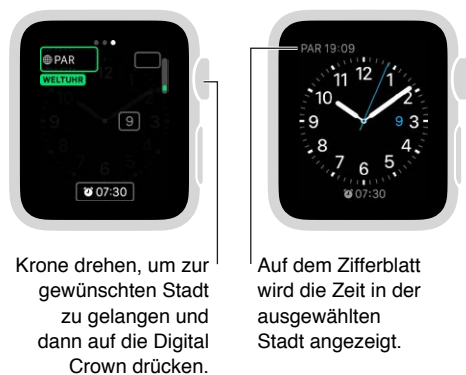 PAR
WELTUHR
9
07:30
PAR 19:09
12
1
2
3
4
5
6
7
8
9
10
11
9
07:30
Krone drehen, um zur
gewünschten Stadt
zu gelangen und
dann auf die Digital
Crown drücken.
Auf dem Zifferblatt
wird die Zeit in der
ausgewählten
Stadt angezeigt.